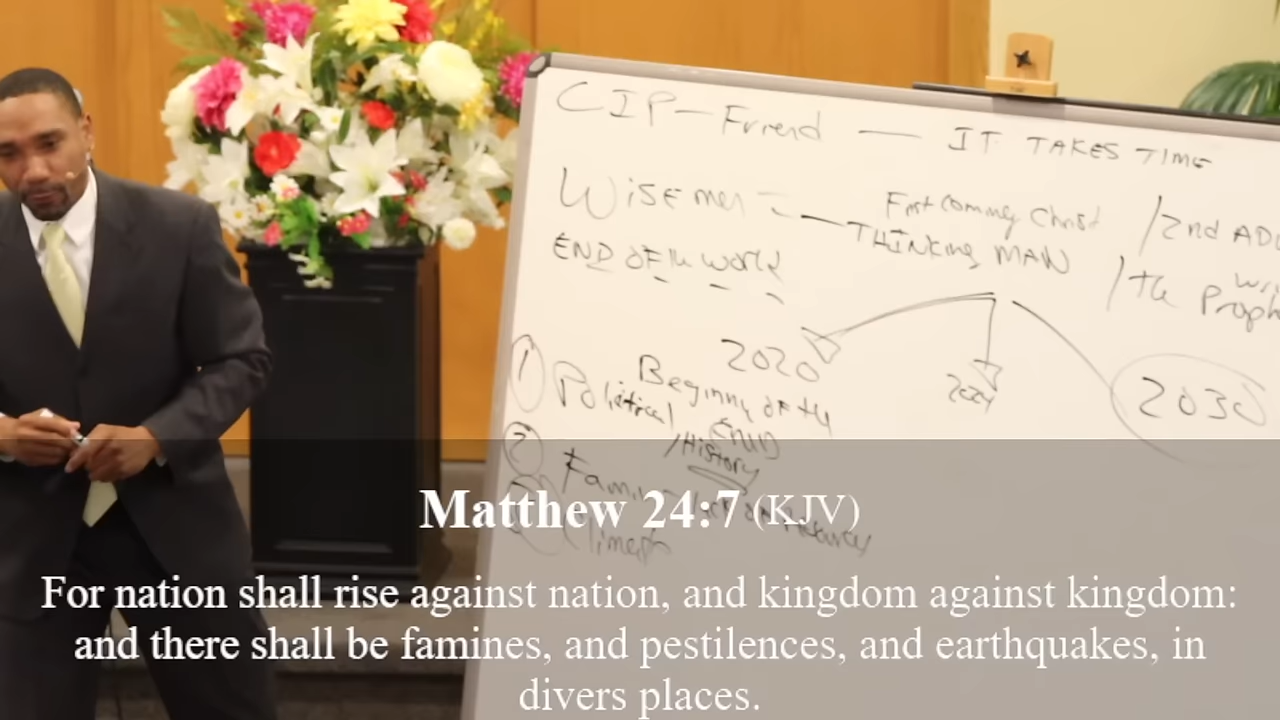 CIP — Friend — IT TAKES TIME
Wise men — First coming Christ / 2nd AD
THINKING MAN
END OF the world
/ the Proph
2020 2030
Beginning OF the
END
① Political / History
②
Matthew 24:7 (KJV)
For nation shall rise against nation, and kingdom against kingdom:
and there shall be famines, and pestilences, and earthquakes, in
divers places.